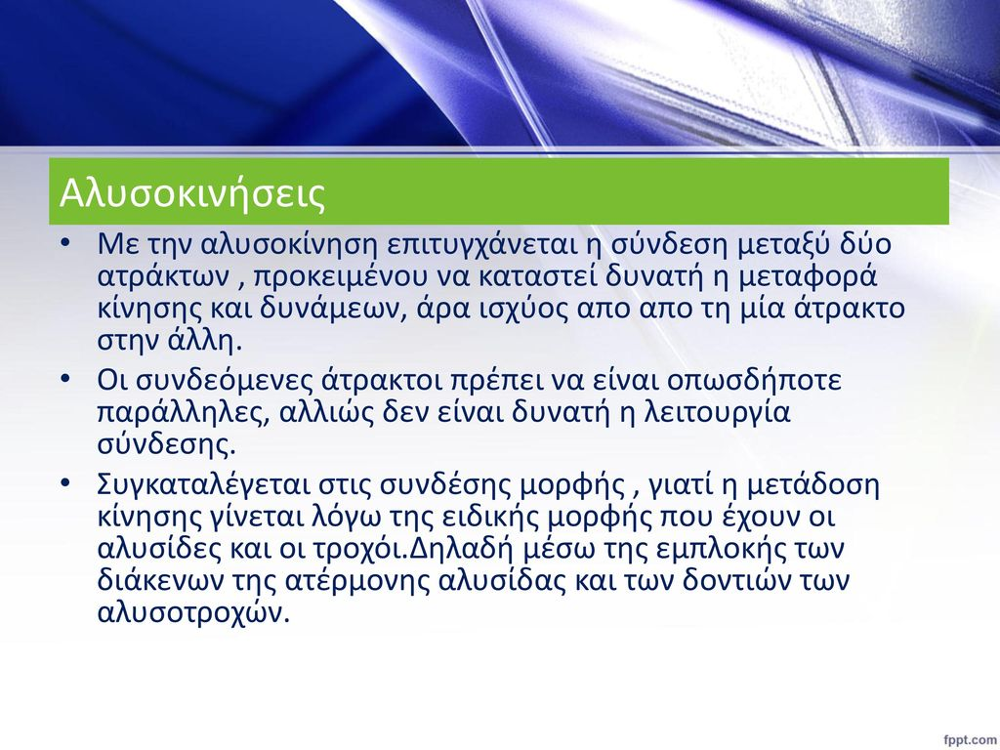 Αλυσοκινήσεις
• Με την αλυσοκίνηση επιτυγχάνεται η σύνδεση μεταξύ δύο
ατράκτων , προκειμένου να καταστεί δυνατή η μεταφορά
κίνησης και δυνάμεων, άρα ισχύος απο απο τη μία άτρακτο
στην άλλη.
• Οι συνδεόμενες άτρακτοι πρέπει να είναι οπωσδήποτε
παράλληλες, αλλιώς δεν είναι δυνατή η λειτουργία
σύνδεσης.
• Συγκαταλέγεται στις συνδέσης μορφής , γιατί η μετάδοση
κίνησης γίνεται λόγω της ειδικής μορφής που έχουν οι
αλυσίδες και οι τροχόι.Δηλαδή μέσω της εμπλοκής των
διάκενων της ατέρμονης αλυσίδας και των δοντιών των
αλυσοτροχών.
fppt.com